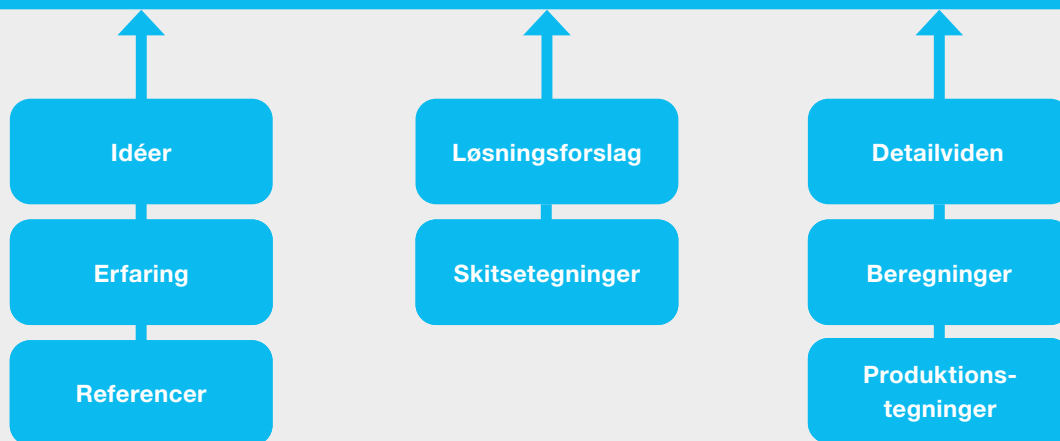 Idéer
Erfaring
Referencer
Løsningsforslag
Skitsetegninger
Detailviden
Beregninger
Produktions-
tegninger